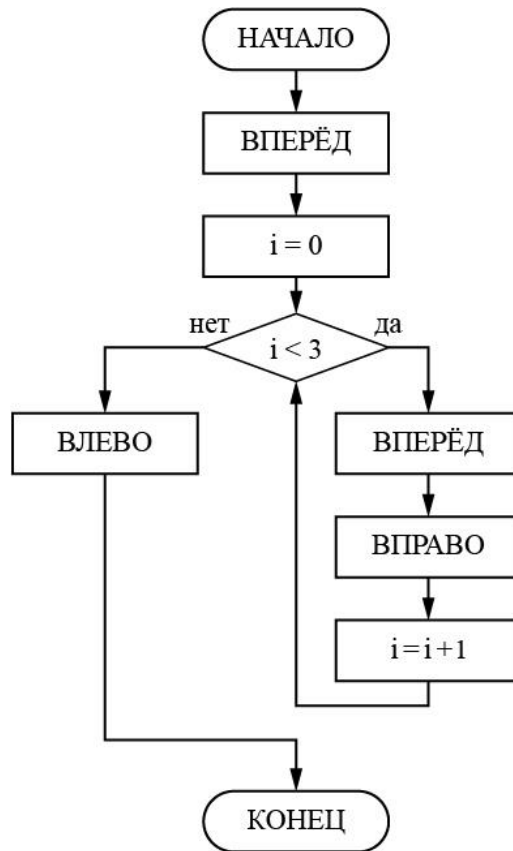 НАЧАЛО
ВПЕРЁД
i = 0
нет
да
i < 3
ВЛЕВО
ВПЕРЁД
ВПРАВО
i = i + 1
КОНЕЦ